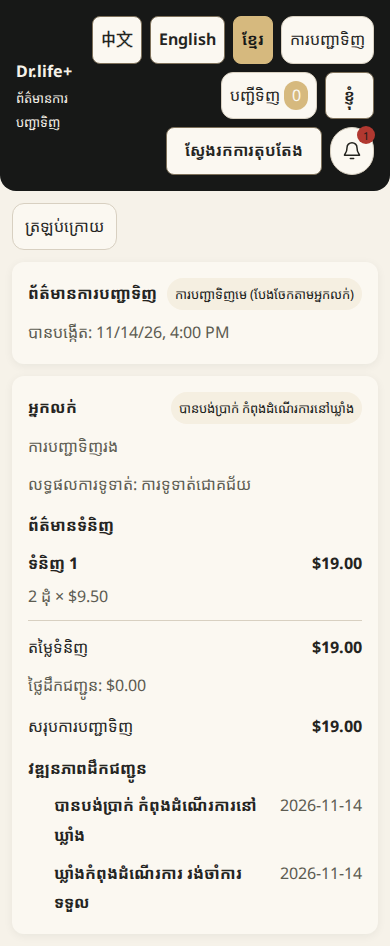 中文
English
ខ្មែរ
ការបញ្ជាទិញ
Dr.life+
ព័ត៌មានការ
បញ្ជាទិញ
បញ្ជីទិញ 0
ខ្ញុំ
ស្វែងរកការតុបតែង
1
ត្រឡប់ក្រោយ
ព័ត៌មានការបញ្ជាទិញ
ការបញ្ជាទិញមេ (បែងចែកតាមអ្នកលក់)
បានបង្កើត: 11/14/26, 4:00 PM
អ្នកលក់
បានបង់ប្រាក់ កំពុងដំណើរការនៅឃ្លាំង
ការបញ្ជាទិញរង
លទ្ធផលការទូទាត់: ការទូទាត់ជោគជ័យ
ព័ត៌មានទំនិញ
ទំនិញ 1 $19.00
2 ដុំ × $9.50
តម្លៃទំនិញ $19.00
ថ្លៃដឹកជញ្ជូន: $0.00
សរុបការបញ្ជាទិញ $19.00
វឌ្ឍនភាពដឹកជញ្ជូន
បានបង់ប្រាក់ កំពុងដំណើរការនៅ 2026-11-14
ឃ្លាំង
ឃ្លាំងកំពុងដំណើរការ រង់ចាំការ 2026-11-14
ទទួល